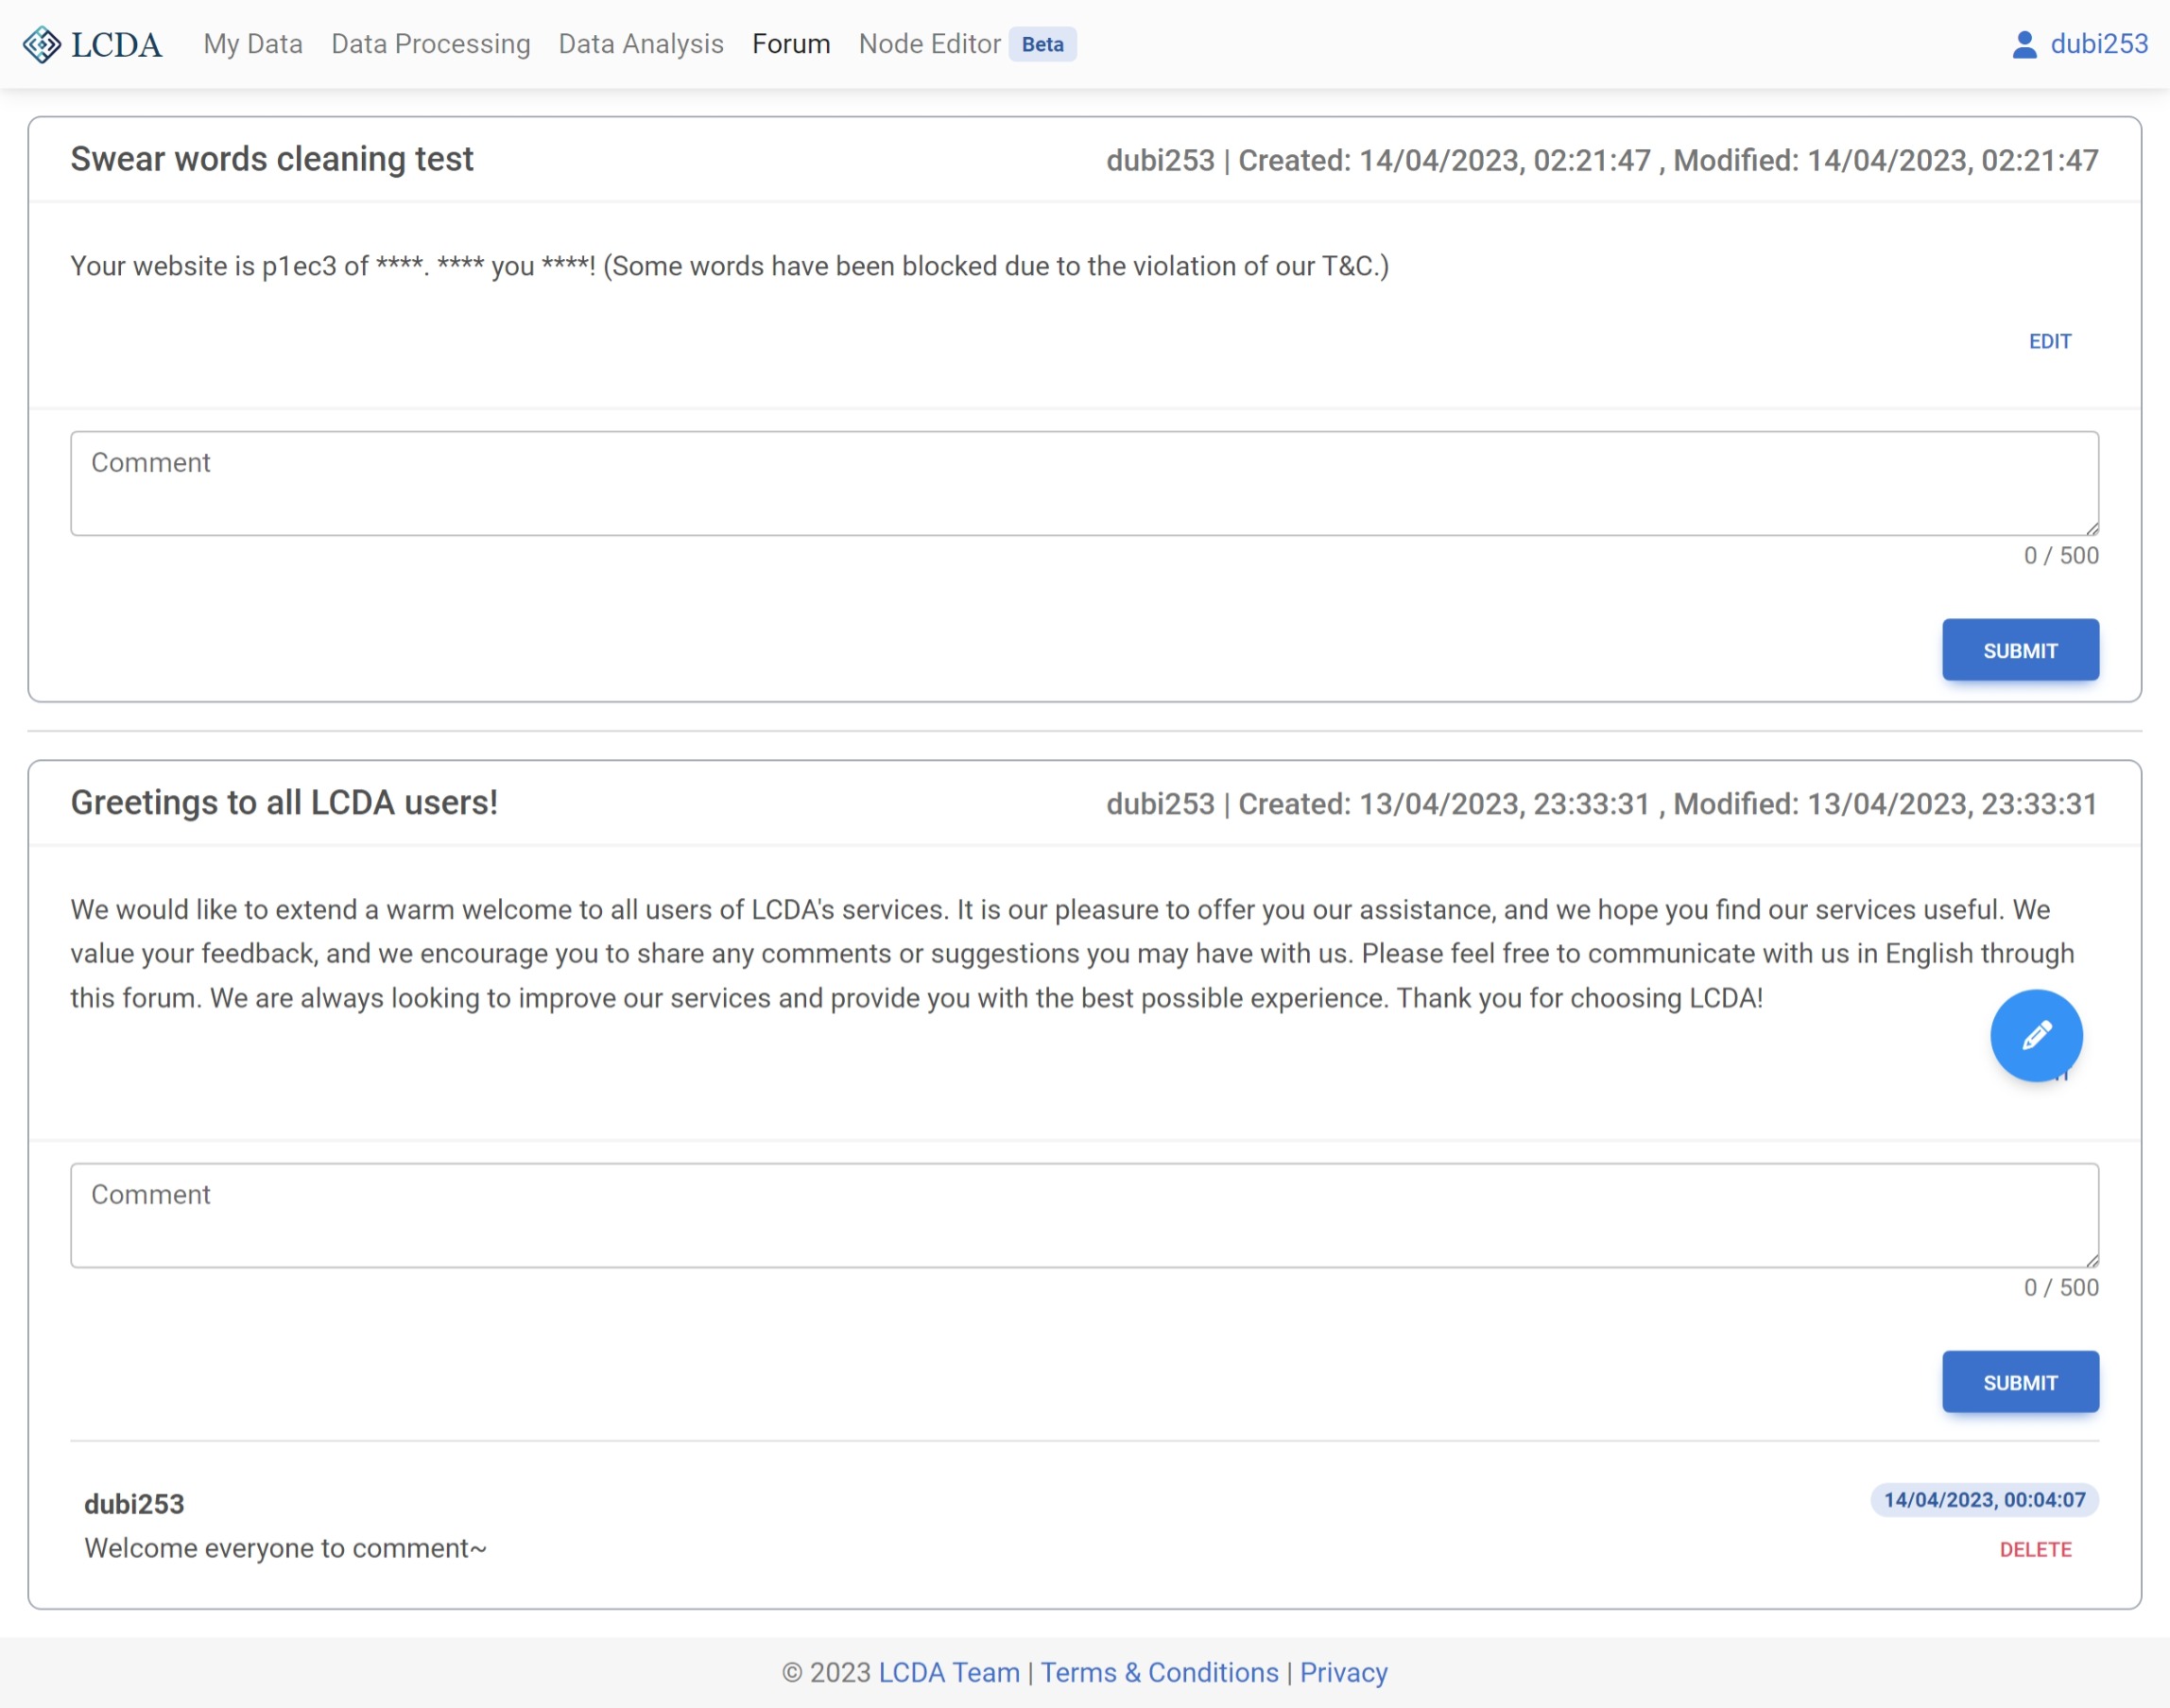 LCDA My Data Data Processing Data Analysis Forum Node Editor Beta dubi253
Swear words cleaning test dubi253 | Created: 14/04/2023, 02:21:47 , Modified: 14/04/2023, 02:21:47
Your website is p1ec3 of ****. **** you ****! (Some words have been blocked due to the violation of our T&C.)
EDIT
Comment
0 / 500
SUBMIT
Greetings to all LCDA users! dubi253 | Created: 13/04/2023, 23:33:31 , Modified: 13/04/2023, 23:33:31
We would like to extend a warm welcome to all users of LCDA's services. It is our pleasure to offer you our assistance, and we hope you find our services useful. We
value your feedback, and we encourage you to share any comments or suggestions you may have with us. Please feel free to communicate with us in English through
this forum. We are always looking to improve our services and provide you with the best possible experience. Thank you for choosing LCDA!
Comment
0 / 500
SUBMIT
dubi253 14/04/2023, 00:04:07
Welcome everyone to comment~
DELETE
© 2023 LCDA Team | Terms & Conditions | Privacy